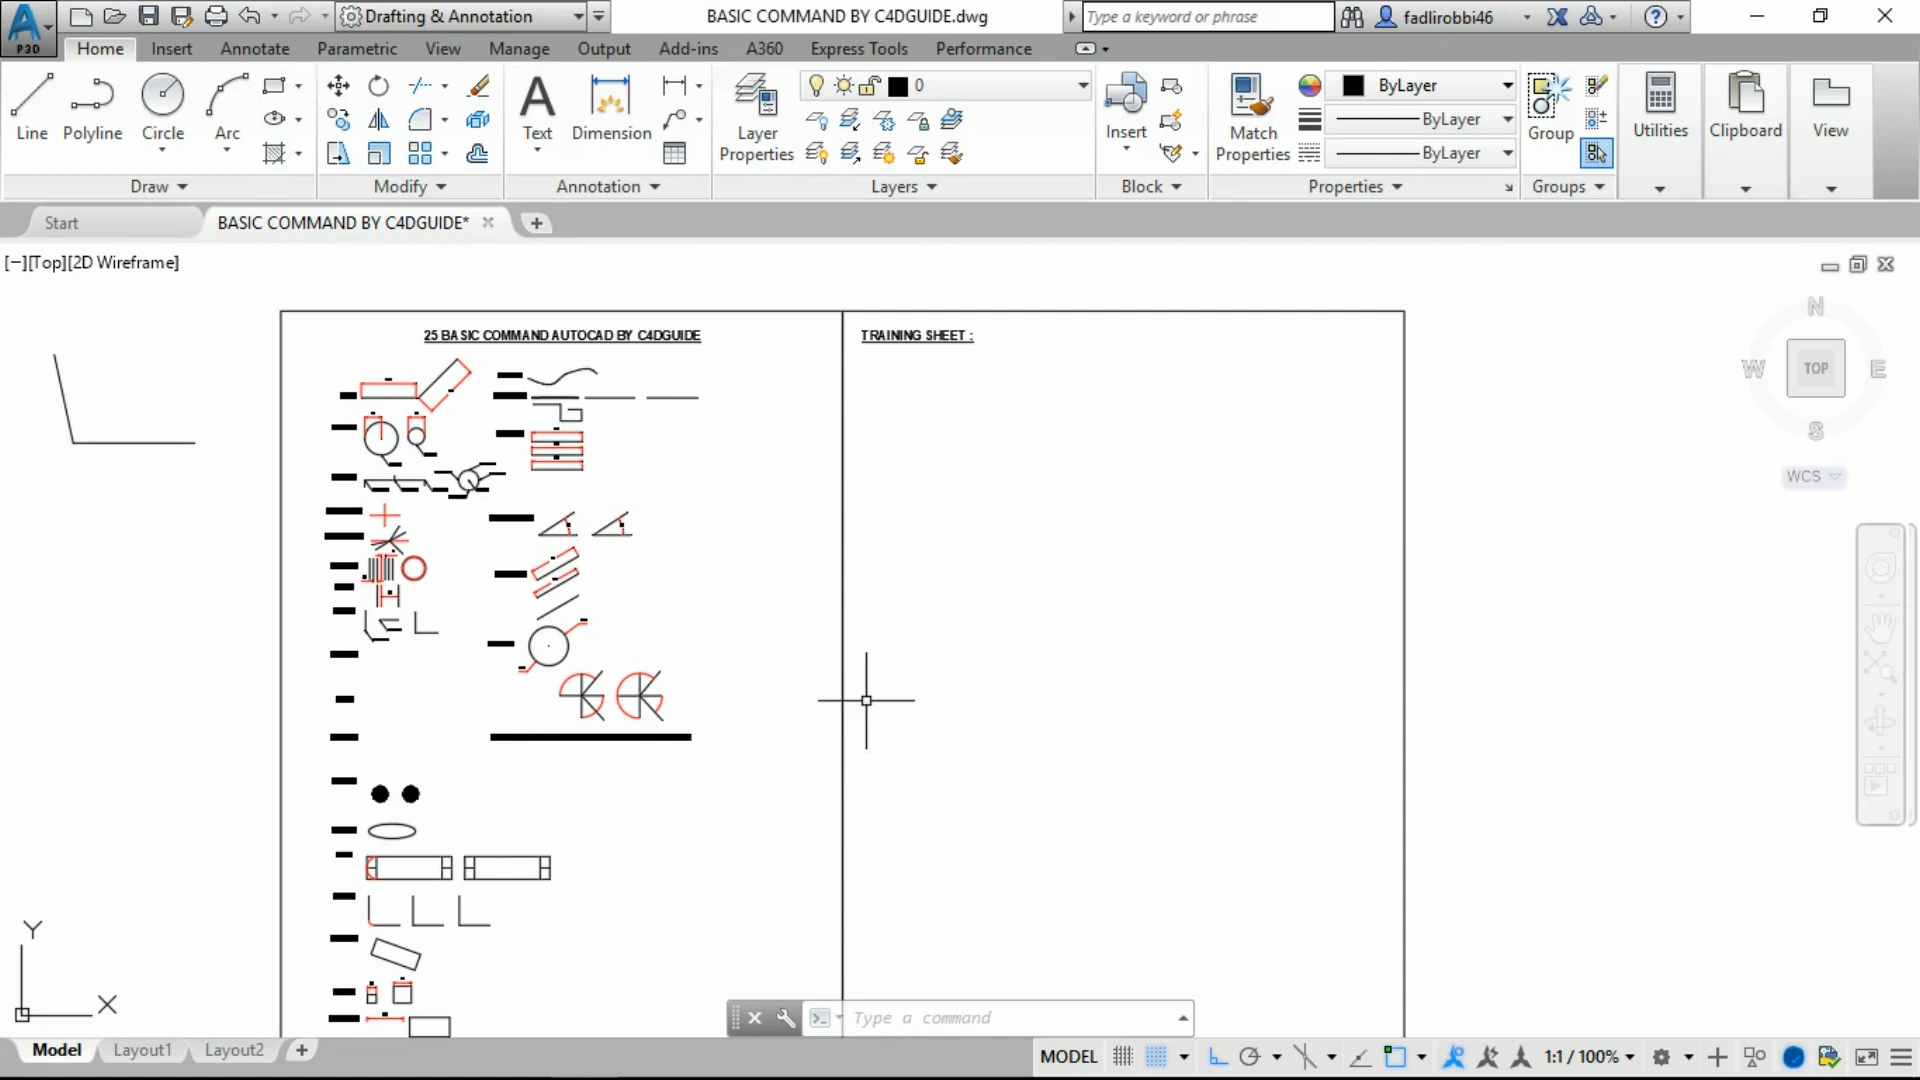 P3D
Drafting & Annotation
BASIC COMMAND BY C4DGUIDE.dwg
Type a keyword or phrase
fadlirobbi46
Home Insert Annotate Parametric View Manage Output Add-ins A360 Express Tools Performance
Line Polyline Circle Arc
Text Dimension
Layer Properties
0
Insert
Match Properties
ByLayer
ByLayer
ByLayer
Group
Utilities Clipboard View
Draw Modify Annotation Layers Block Properties Groups
Start BASIC COMMAND BY C4DGUIDE*
[−][Top][2D Wireframe]
25 BASIC COMMAND AUTOCAD BY C4DGUIDE
TRAINING SHEET :
N
W TOP E
S
WCS
Y
X
Type a command
Model Layout1 Layout2
MODEL 1:1 / 100%